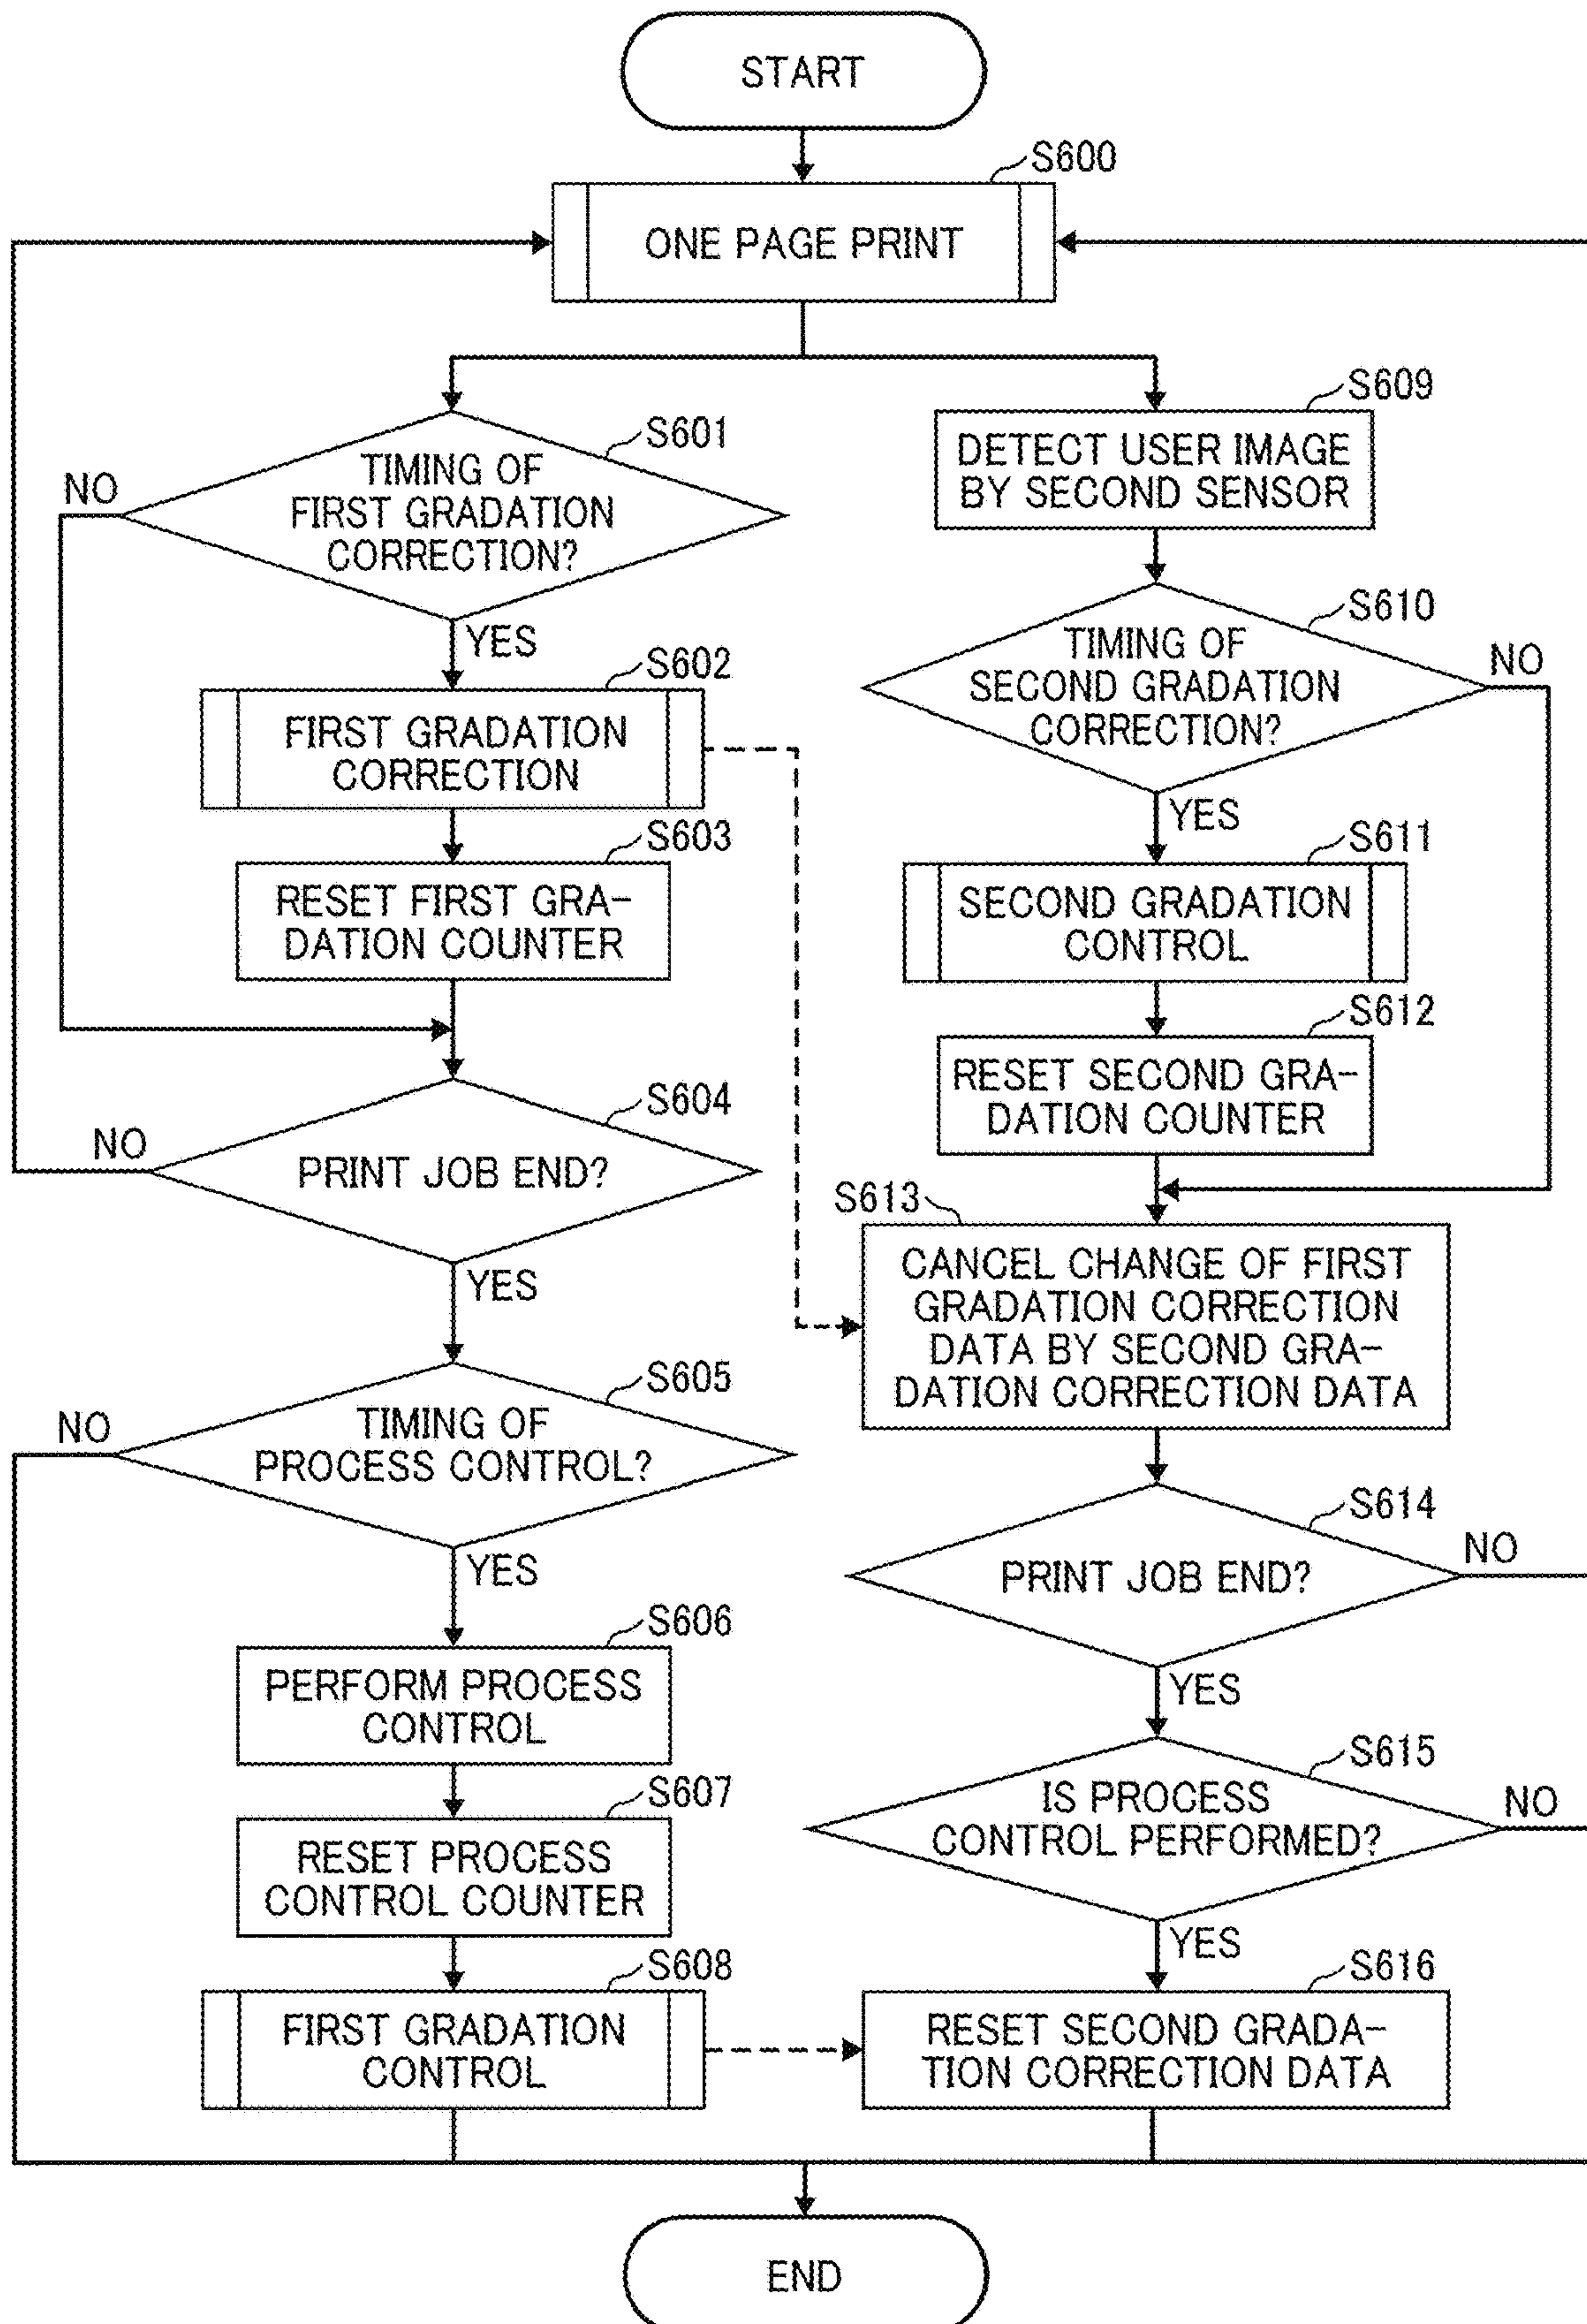 START
S600
ONE PAGE PRINT
S601
TIMING OF
FIRST GRADATION
CORRECTION?
NO
YES
S602
FIRST GRADATION
CORRECTION
S603
RESET FIRST GRA-
DATION COUNTER
S604
PRINT JOB END?
NO
YES
S605
TIMING OF
PROCESS CONTROL?
NO
YES
S606
PERFORM PROCESS
CONTROL
S607
RESET PROCESS
CONTROL COUNTER
S608
FIRST GRADATION
CONTROL
S609
DETECT USER IMAGE
BY SECOND SENSOR
S610
TIMING OF
SECOND GRADATION
CORRECTION?
NO
YES
S611
SECOND GRADATION
CONTROL
S612
RESET SECOND GRA-
DATION COUNTER
S613
CANCEL CHANGE OF FIRST
GRADATION CORRECTION
DATA BY SECOND GRA-
DATION CORRECTION DATA
S614
PRINT JOB END?
NO
YES
S615
IS PROCESS
CONTROL PERFORMED?
NO
YES
S616
RESET SECOND GRADA-
TION CORRECTION DATA
END